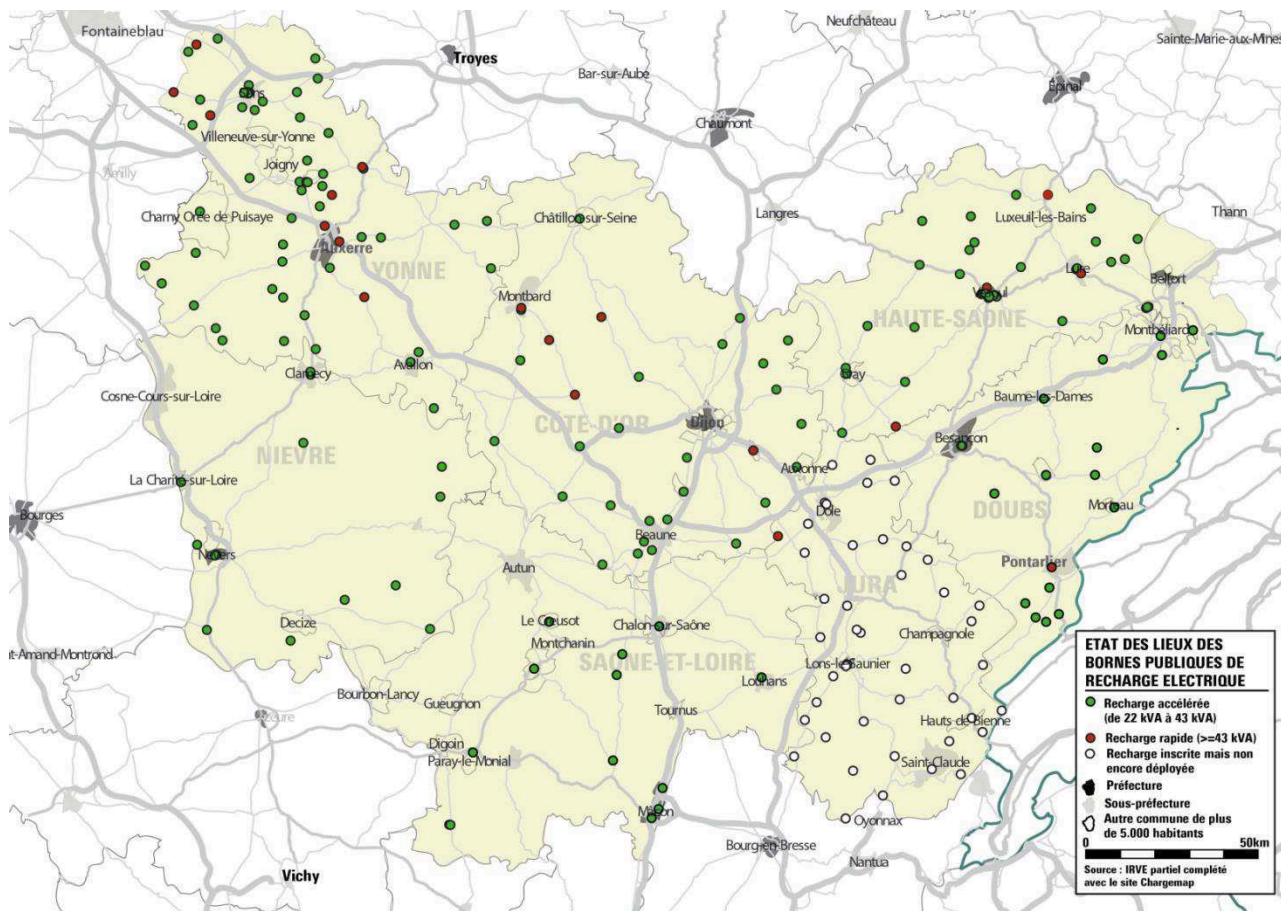 Fontaineblau
Neufchâteau
Sainte-Marie-aux-Mines
Troyes
Bar-sur-Aube
Epinal
Sens
Chaumont
Villeneuve-sur-Yonne
Joigny
Amilly
Charny Orée de Puisaye
Châtillon-sur-Seine
Langres
Luxeuil-les-Bains
Thann
Auxerre
YONNE
Lure
Belfort
Montbard
Vesoul
HAUTE-SAÔNE
Montbéliard
Avallon
Clamecy
Gray
Cosne-Cours-sur-Loire
Baume-les-Dames
CÔTE-D'OR
Dijon
Besançon
NIEVRE
La Charité-sur-Loire
Auxonne
Bourges
Dole
DOUBS
Morteau
Beaune
Nevers
Autun
Pontarlier
JURA
Decize
Le Creusot
Chalon-sur-Saône
Champagnole
Montchanin
nt-Amand-Montrond
SAÔNE-ET-LOIRE
Lons-le-Saunier
Louhans
Bourbon-Lancy
Gueugnon
Tournus
Hauts-de-Bienne
Yzeure
Digoin
Paray-le-Monial
Saint-Claude
Mâcon
Oyonnax
Bourg-en-Bresse
Nantua
Vichy
ETAT DES LIEUX DES
BORNES PUBLIQUES DE
RECHARGE ELECTRIQUE
Recharge accélérée
(de 22 kVA à 43 kVA)
Recharge rapide (>=43 kVA)
Recharge inscrite mais non
encore déployée
Préfecture
Sous-préfecture
Autre commune de plus
de 5.000 habitants
0 50km
Source : IRVE partiel complété
avec le site Chargemap